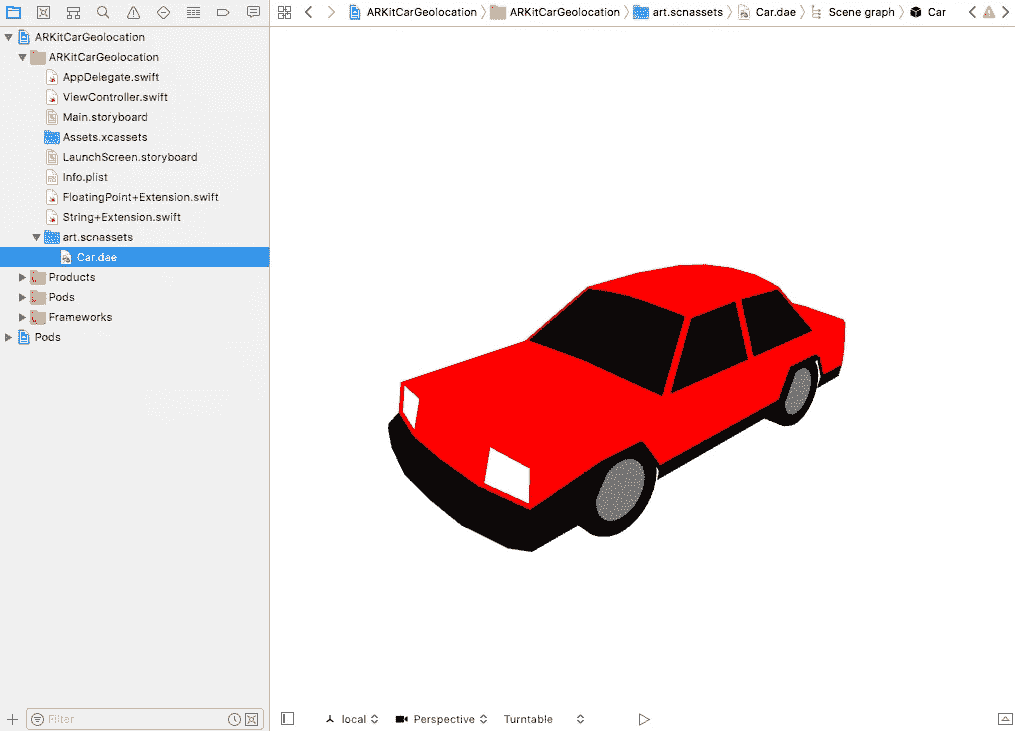 ARKitCarGeolocation
ARKitCarGeolocation
art.scnassets
Car.dae
Scene graph
Car
ARKitCarGeolocation
ARKitCarGeolocation
AppDelegate.swift
ViewController.swift
Main.storyboard
Assets.xcassets
LaunchScreen.storyboard
Info.plist
FloatingPoint+Extension.swift
String+Extension.swift
art.scnassets
Car.dae
Products
Pods
Frameworks
Pods
Filter
local
Perspective
Turntable